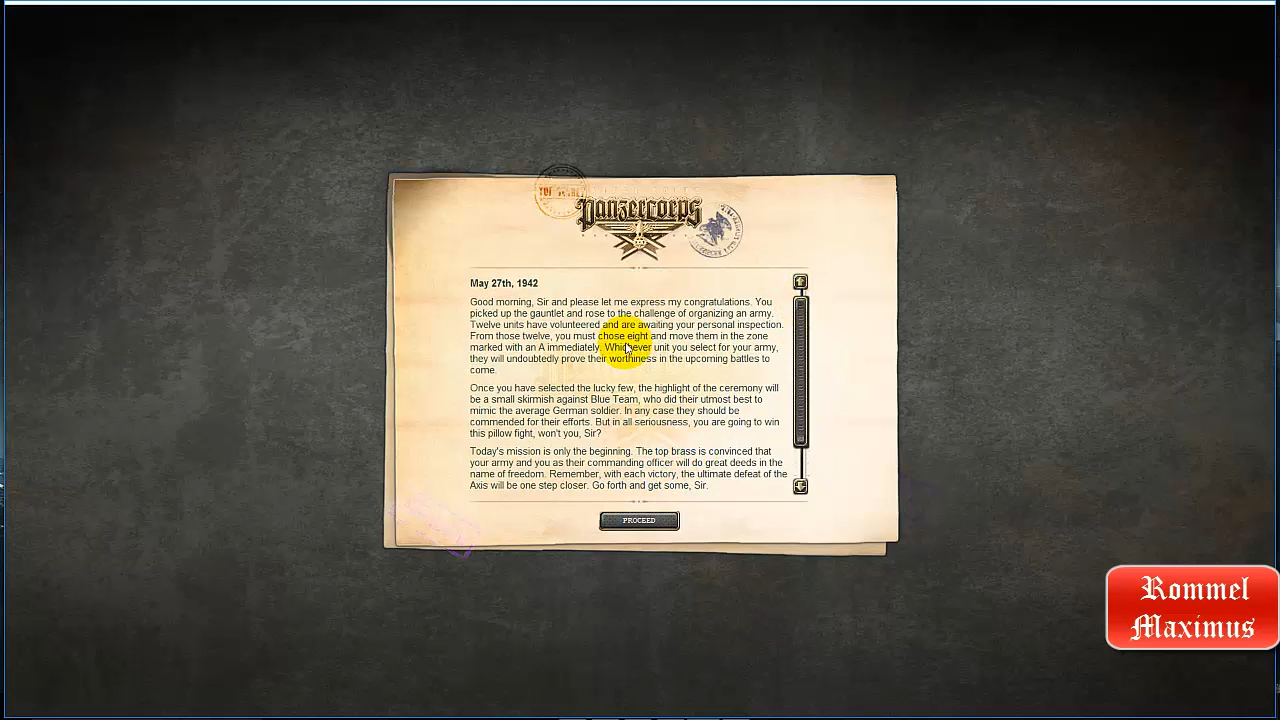 TOP SECRET
Panzercorps
May 27th, 1942
Good morning, Sir and please let me express my congratulations. You
picked up the gauntlet and rose to the challenge of organizing an army.
Twelve units have volunteered and are awaiting your personal inspection.
From those twelve, you must chose eight and move them in the zone
marked with an A immediately. Whichever unit you select for your army,
they will undoubtedly prove their worthiness in the upcoming battles to
come.
Once you have selected the lucky few, the highlight of the ceremony will
be a small skirmish against Blue Team, who did their utmost best to
mimic the average German soldier. In any case they should be
commended for their efforts. But in all seriousness, you are going to win
this pillow fight, won't you, Sir?
Today's mission is only the beginning. The top brass is convinced that
your army and you as their commanding officer will do great deeds in the
name of freedom. Remember, with each victory, the ultimate defeat of the
Axis will be one step closer. Go forth and get some, Sir.
PROCEED
Rommel
Maximus